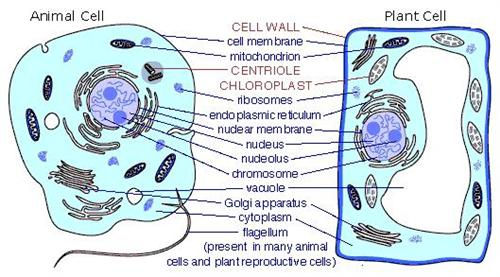 Animal Cell
Plant Cell
CELL WALL
cell membrane
mitochondrion
CENTRIOLE
CHLOROPLAST
ribosomes
endoplasmic reticulum
nuclear membrane
nucleus
nucleolus
chromosome
vacuole
Golgi apparatus
cytoplasm
flagellum
(present in many animal
cells and plant reproductive cells)